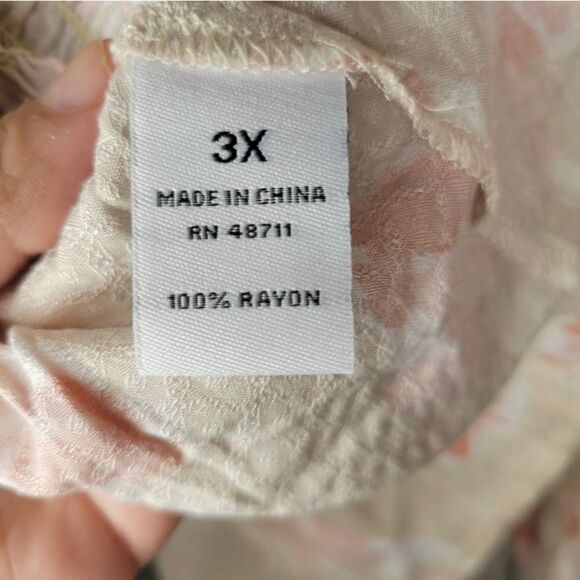 3X
MADE IN CHINA
RN 48711
100% RAYON